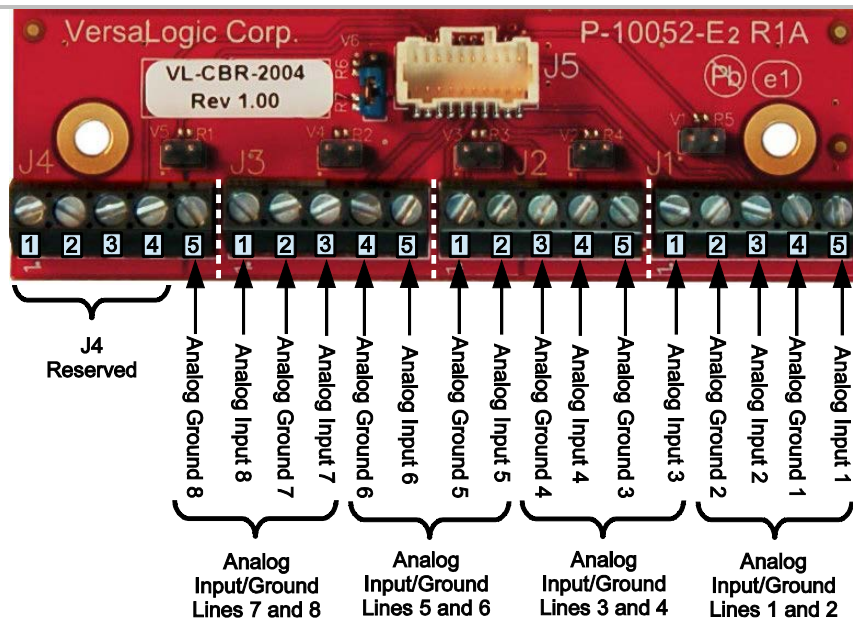 VersaLogic Corp.
P-10052-E2 R1A
VL-CBR-2004
Rev 1.00
V6
R6
R7
J5
Pb
e1
V5
R1
V4
R2
V3
R3
V2
R4
V1
R5
J4
J3
J2
J1
1 2 3 4 5
1 2 3 4 5
1 2 3 4 5
1 2 3 4 5
J4
Reserved
Analog Ground 8
Analog Input 8
Analog Ground 7
Analog Input 7
Analog Ground 6
Analog Input 6
Analog Ground 5
Analog Input 5
Analog Ground 4
Analog Input 4
Analog Ground 3
Analog Input 3
Analog Ground 2
Analog Input 2
Analog Ground 1
Analog Input 1
Analog
Input/Ground
Lines 7 and 8
Analog
Input/Ground
Lines 5 and 6
Analog
Input/Ground
Lines 3 and 4
Analog
Input/Ground
Lines 1 and 2